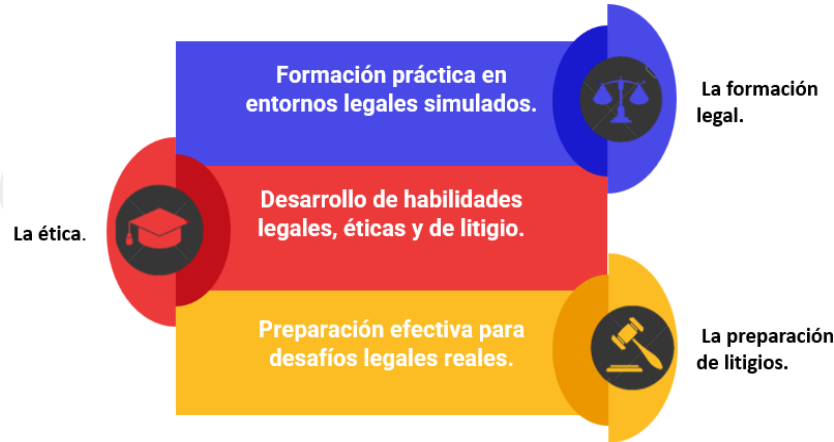 Formación práctica en
entornos legales simulados.
La formación
legal.
Desarrollo de habilidades
legales, éticas y de litigio.
La ética.
Preparación efectiva para
desafíos legales reales.
La preparación
de litigios.